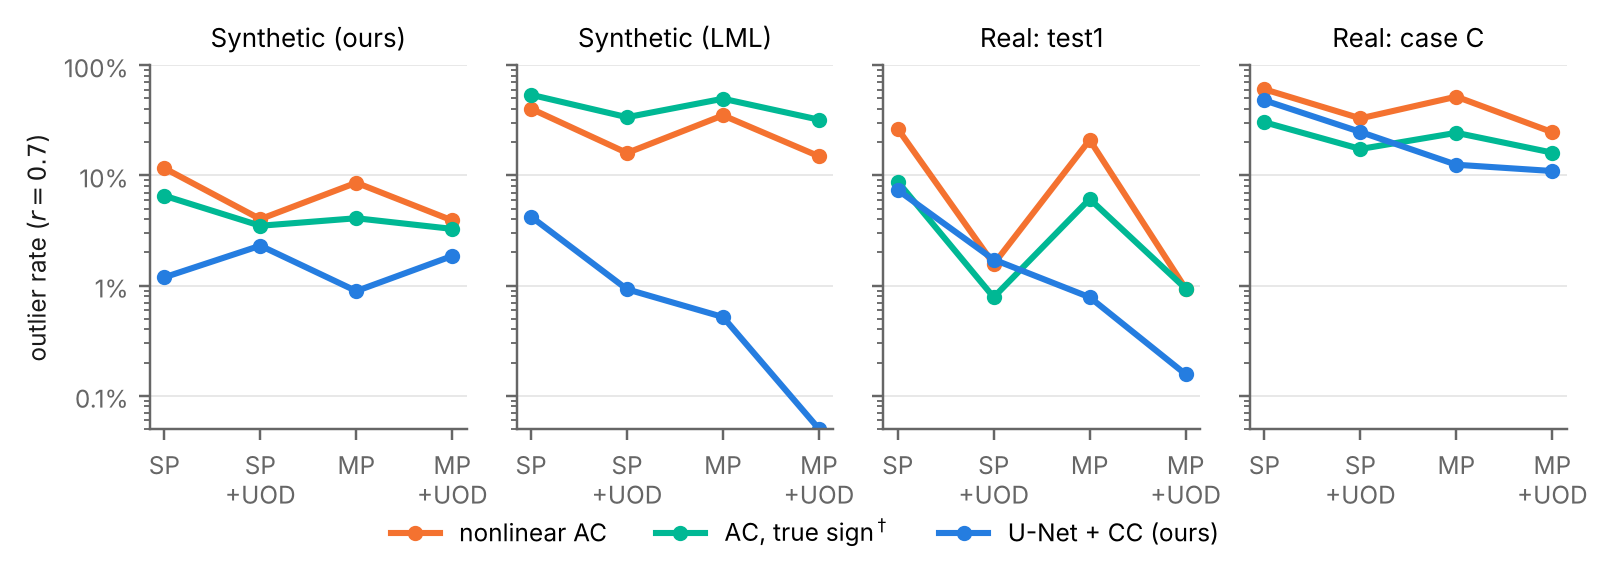 Synthetic (ours)
Synthetic (LML)
Real: test1
Real: case C
outlier rate (r = 0.7)
100%
10%
1%
0.1%
SP SP MP MP SP SP MP MP SP SP MP MP SP SP MP MP
+UOD +UOD +UOD +UOD +UOD +UOD +UOD +UOD
nonlinear AC
AC, true sign†
U-Net + CC (ours)